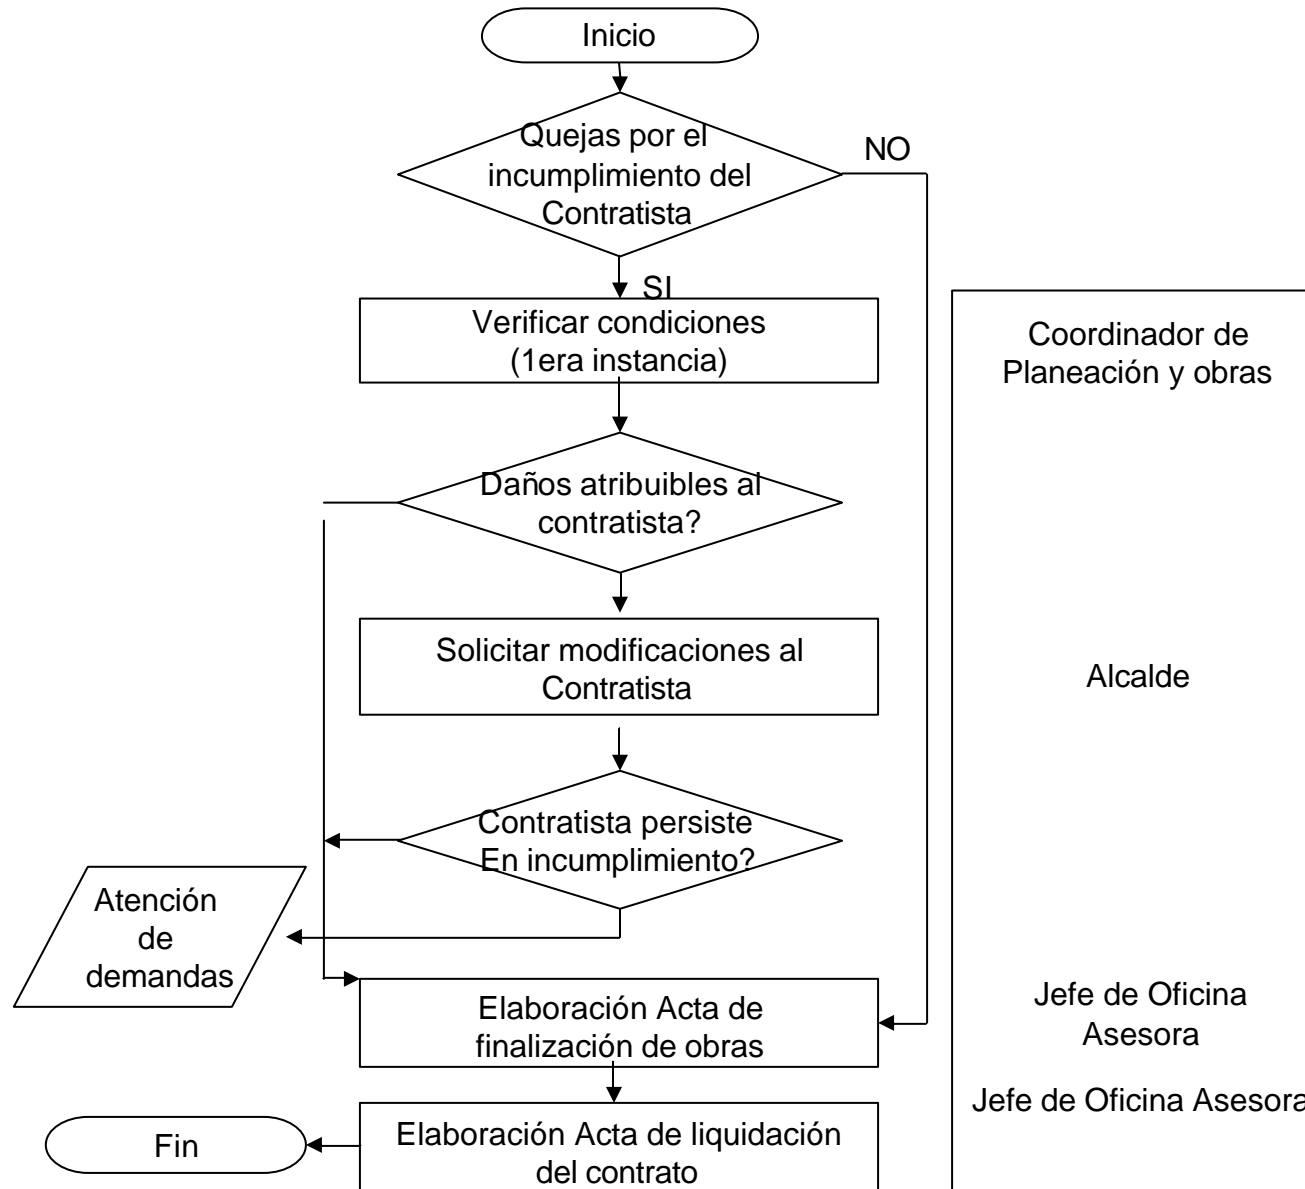 Inicio
Quejas por el
incumplimiento del
Contratista
NO
SI
Verificar condiciones
(1era instancia)
Coordinador de
Planeación y obras
Daños atribuibles al
contratista?
Solicitar modificaciones al
Contratista
Alcalde
Contratista persiste
En incumplimiento?
Atención
de
demandas
Elaboración Acta de
finalización de obras
Jefe de Oficina
Asesora
Jefe de Oficina Asesora
Elaboración Acta de liquidación
del contrato
Fin